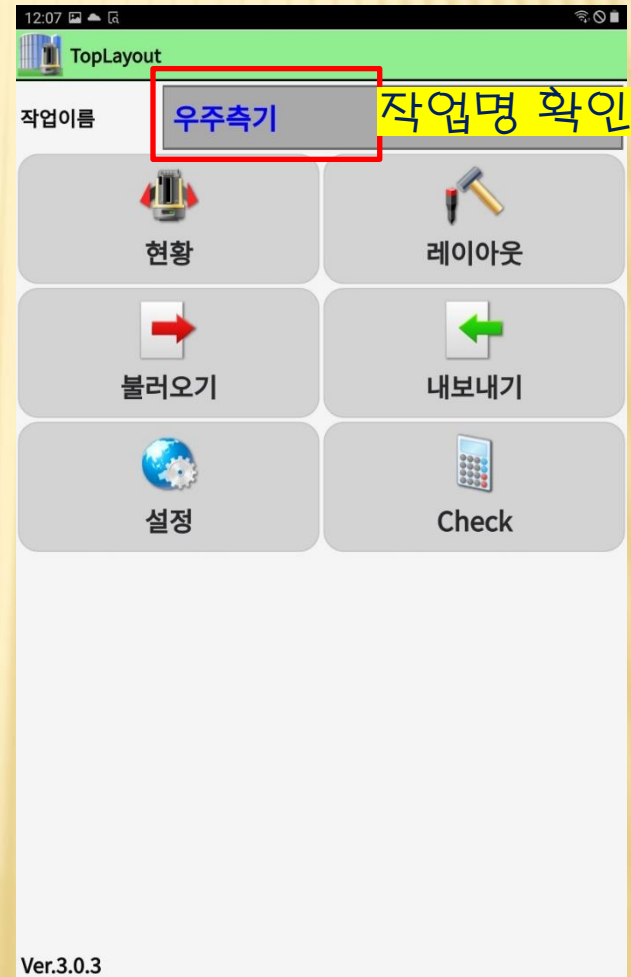 12:07
TopLayout
작업이름
우주측기
작업명 확인
현황
레이아웃
불러오기
내보내기
설정
Check
Ver.3.0.3